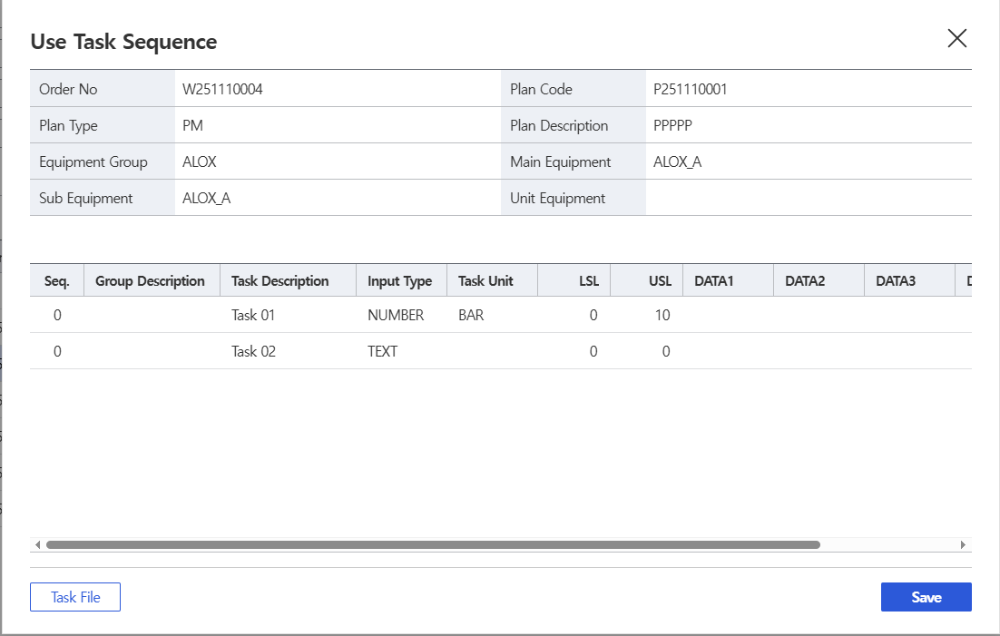 Use Task Sequence
Order No W251110004 Plan Code P251110001
Plan Type PM Plan Description PPPPP
Equipment Group ALOX Main Equipment ALOX_A
Sub Equipment ALOX_A Unit Equipment
Seq. Group Description Task Description Input Type Task Unit LSL USL DATA1 DATA2 DATA3
0 Task 01 NUMBER BAR 0 10
0 Task 02 TEXT 0 0
Task File Save